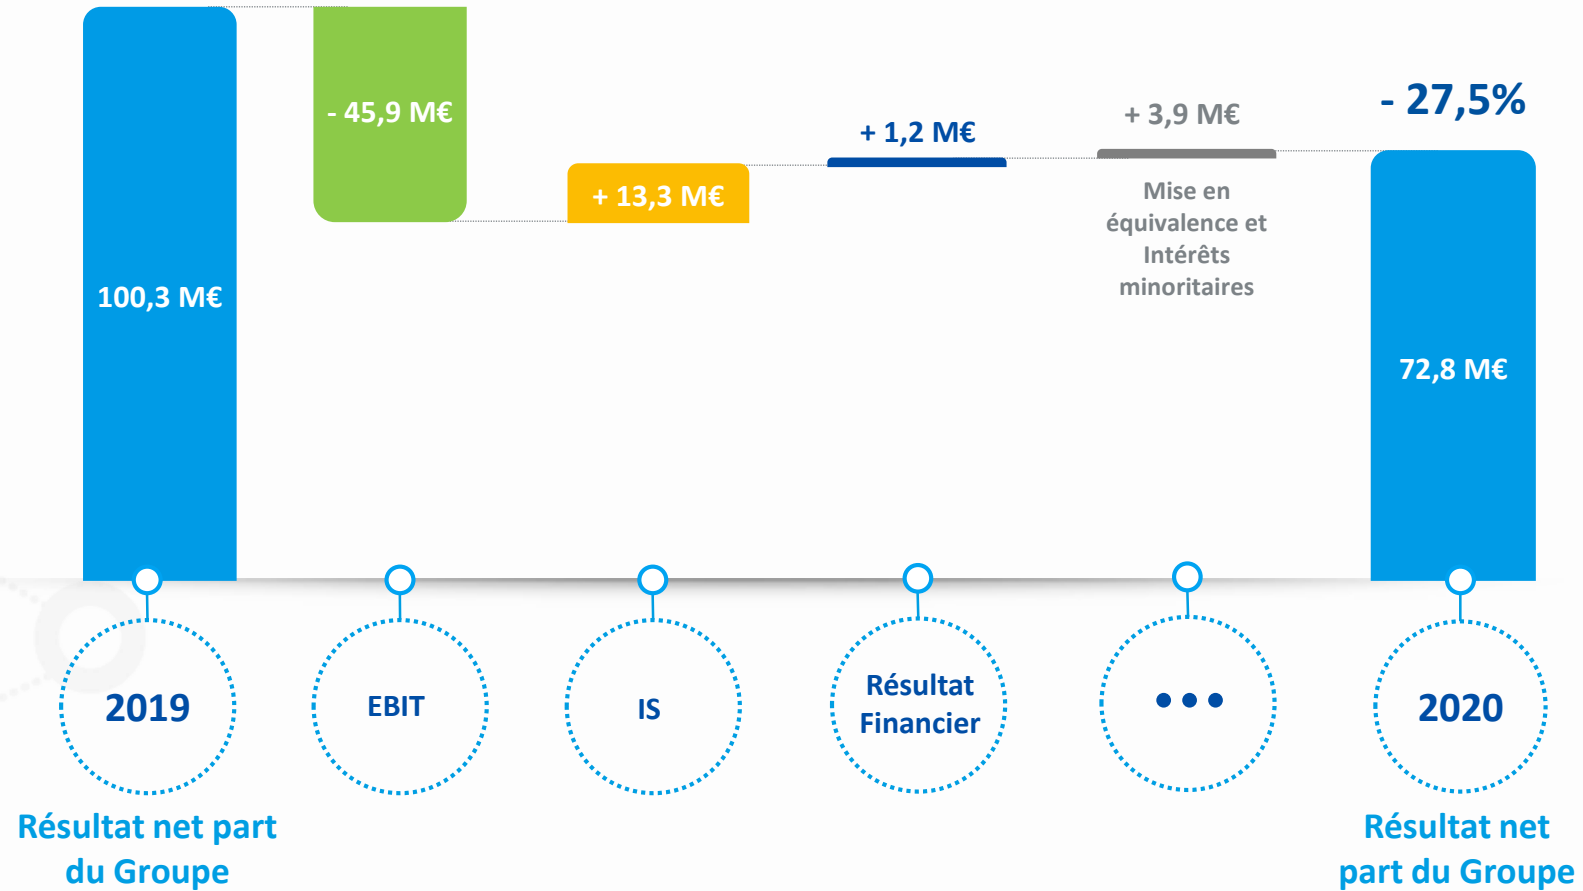 - 45,9 M€
+ 13,3 M€
+ 1,2 M€
+ 3,9 M€
Mise en
équivalence et
Intérêts
minoritaires
- 27,5%
100,3 M€
72,8 M€
2019
EBIT
IS
Résultat
Financier
•••
2020
Résultat net part
du Groupe
Résultat net
part du Groupe